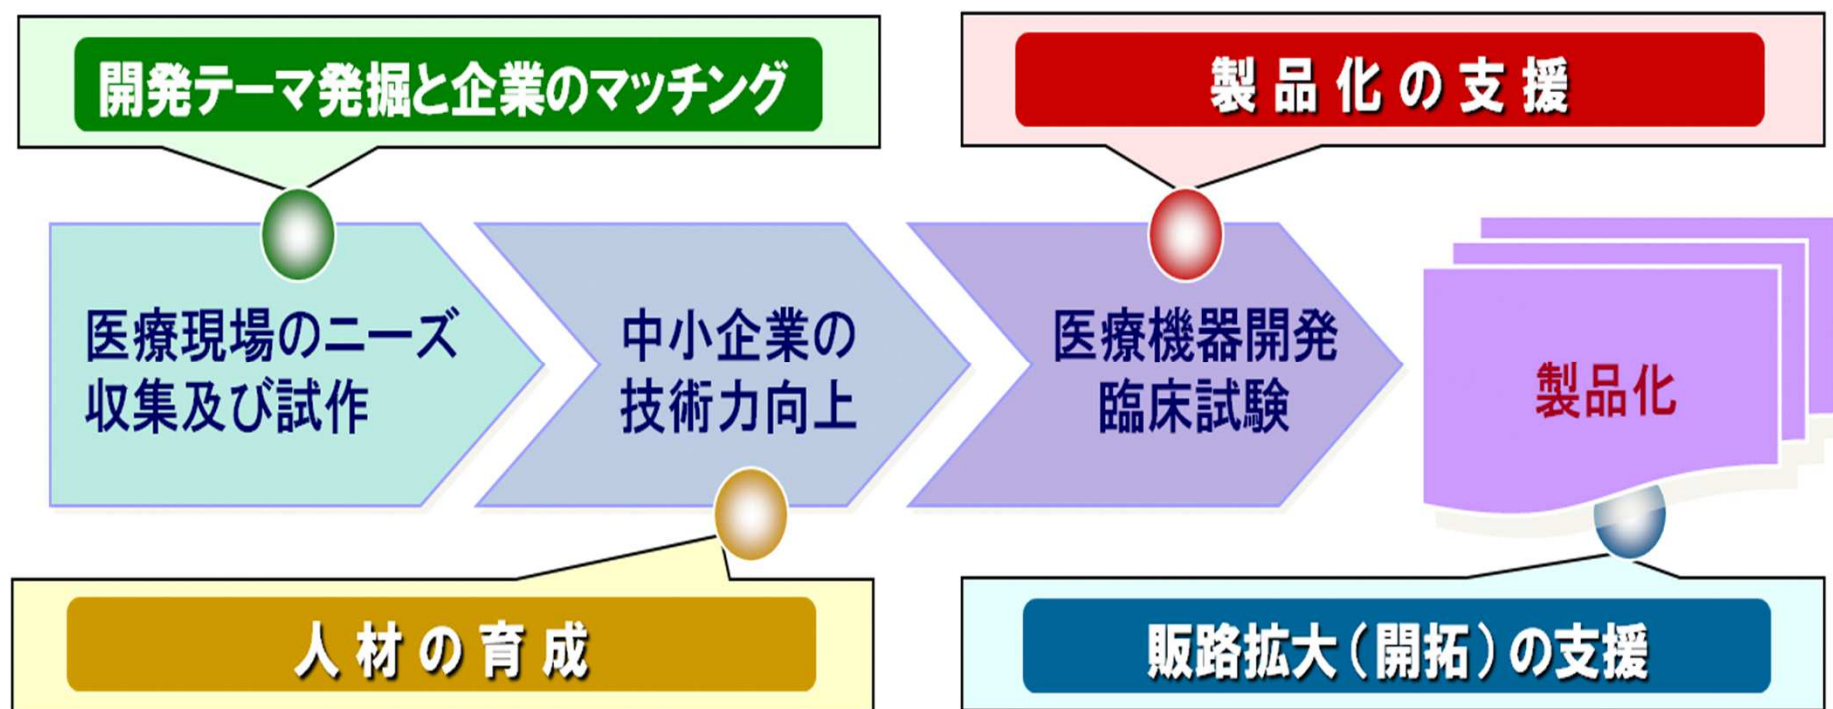 開発テーマ発掘と企業のマッチング
製品化の支援
医療現場のニーズ
収集及び試作
中小企業の
技術力向上
医療機器開発
臨床試験
製品化
人材の育成
販路拡大(開拓)の支援